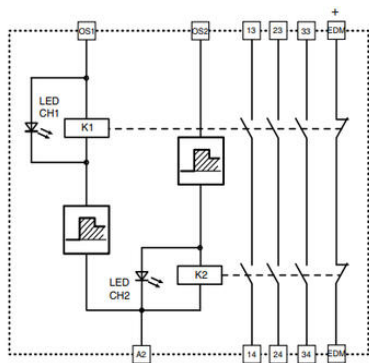 +
OS1 OS2 13 23 33 EDM
LED
CH1
K1
LED
CH2
K2
A2 14 24 34 EDM